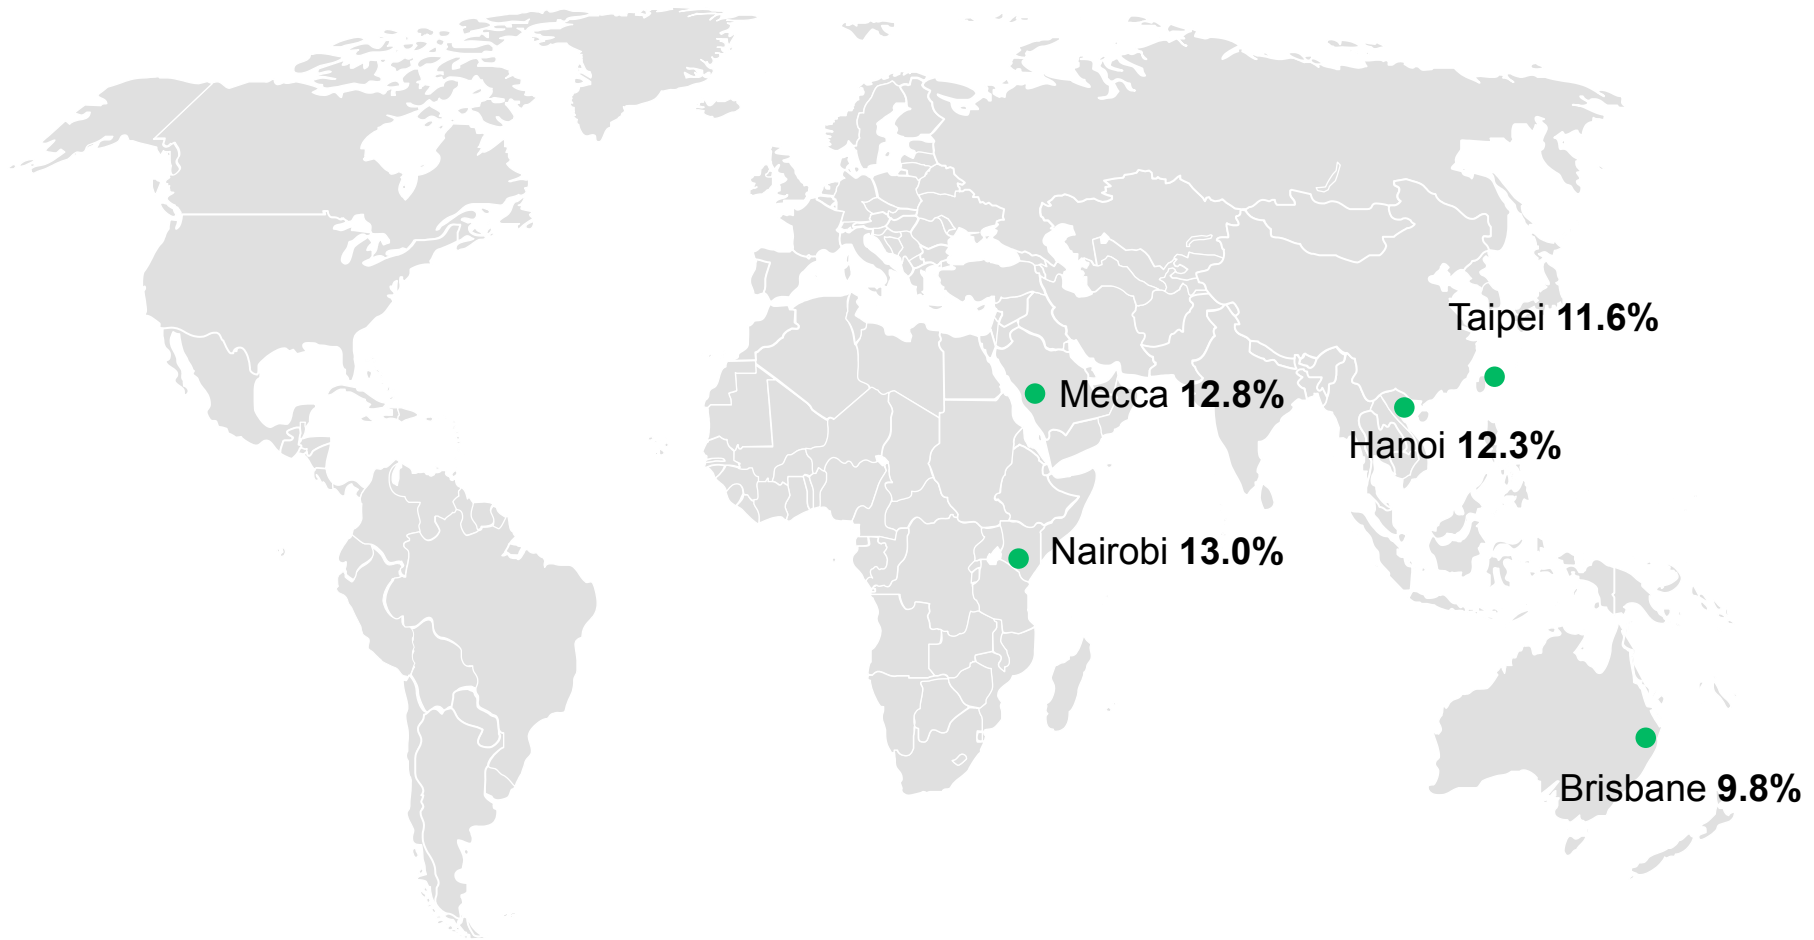 Taipei 11.6%
Mecca 12.8%
Hanoi 12.3%
Nairobi 13.0%
Brisbane 9.8%